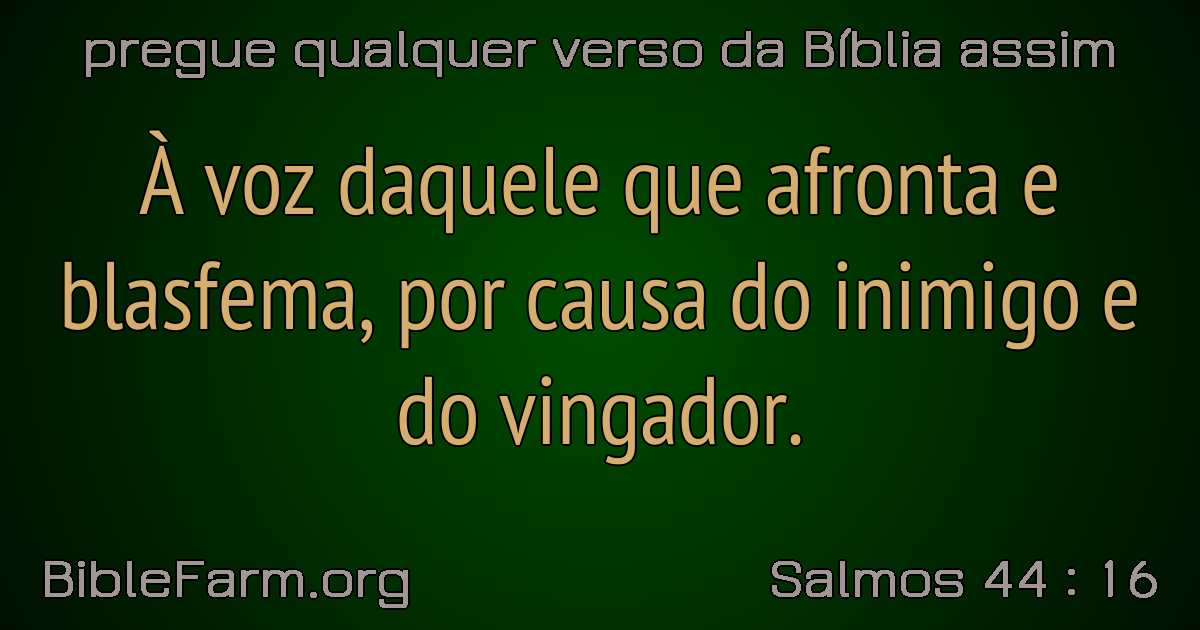 pregue qualquer verso da Bíblia assim
À voz daquele que afronta e
blasfema, por causa do inimigo e
do vingador.
BibleFarm.org
Salmos 44 : 16